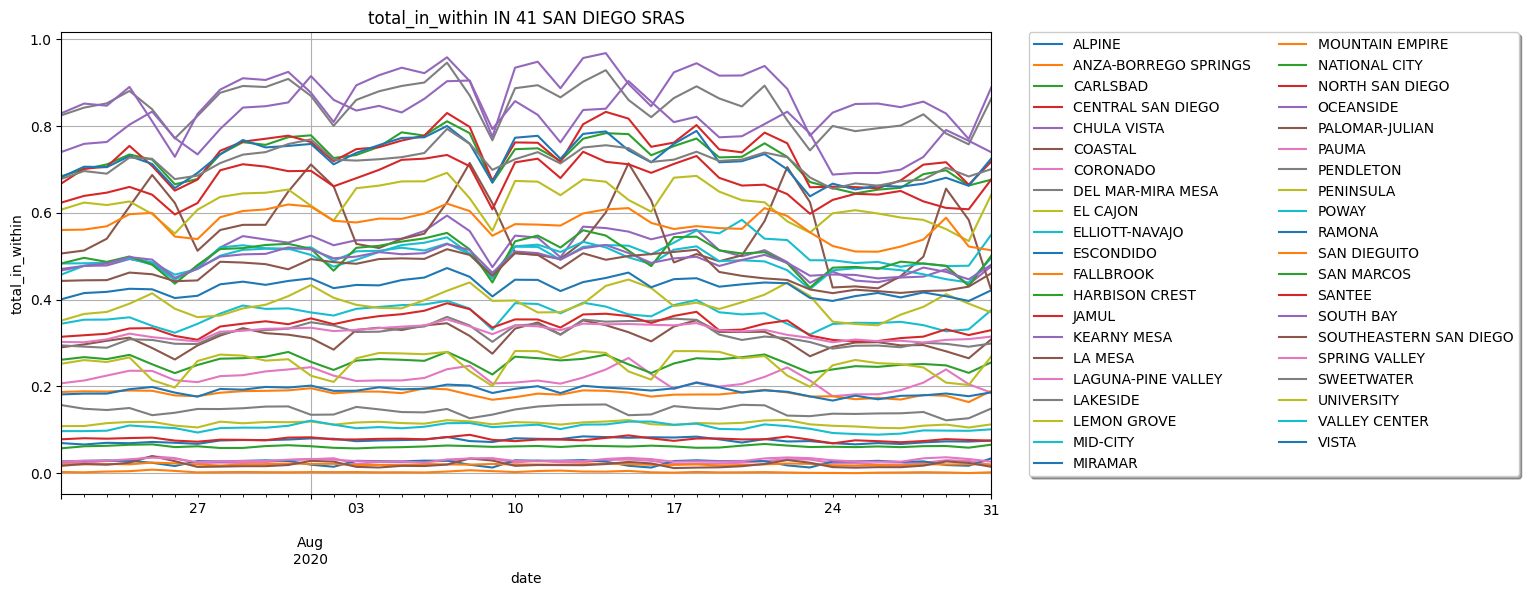 total_in_within IN 41 SAN DIEGO SRAS
total_in_within
1.0
0.8
0.6
0.4
0.2
0.0
27
03
10
17
24
31
Aug
2020
date
ALPINE
ANZA-BORREGO SPRINGS
CARLSBAD
CENTRAL SAN DIEGO
CHULA VISTA
COASTAL
CORONADO
DEL MAR-MIRA MESA
EL CAJON
ELLIOTT-NAVAJO
ESCONDIDO
FALLBROOK
HARBISON CREST
JAMUL
KEARNY MESA
LA MESA
LAGUNA-PINE VALLEY
LAKESIDE
LEMON GROVE
MID-CITY
MIRAMAR
MOUNTAIN EMPIRE
NATIONAL CITY
NORTH SAN DIEGO
OCEANSIDE
PALOMAR-JULIAN
PAUMA
PENDLETON
PENINSULA
POWAY
RAMONA
SAN DIEGUITO
SAN MARCOS
SANTEE
SOUTH BAY
SOUTHEASTERN SAN DIEGO
SPRING VALLEY
SWEETWATER
UNIVERSITY
VALLEY CENTER
VISTA